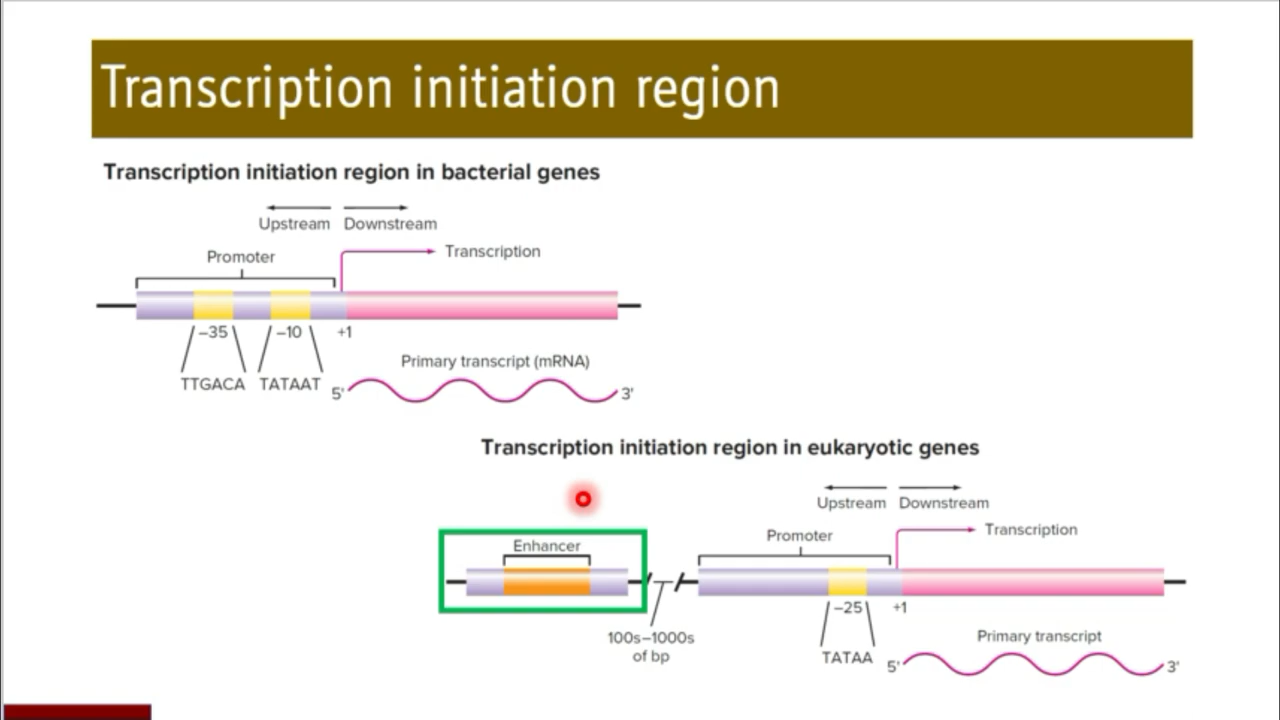 Transcription initiation region
Transcription initiation region in bacterial genes
Upstream Downstream
Promoter
Transcription
–35 –10 +1
Primary transcript (mRNA)
TTGACA TATAAT 5' 3'
Transcription initiation region in eukaryotic genes
Upstream Downstream
Enhancer
Promoter
Transcription
–25 +1
100s–1000s
of bp
Primary transcript
TATAA 5' 3'